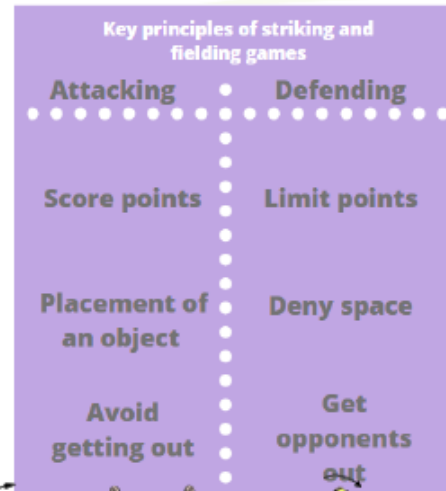 Key principles of striking and
fielding games
Attacking
Defending
Score points
Limit points
Placement of
an object
Deny space
Avoid
getting out
Get
opponents
out